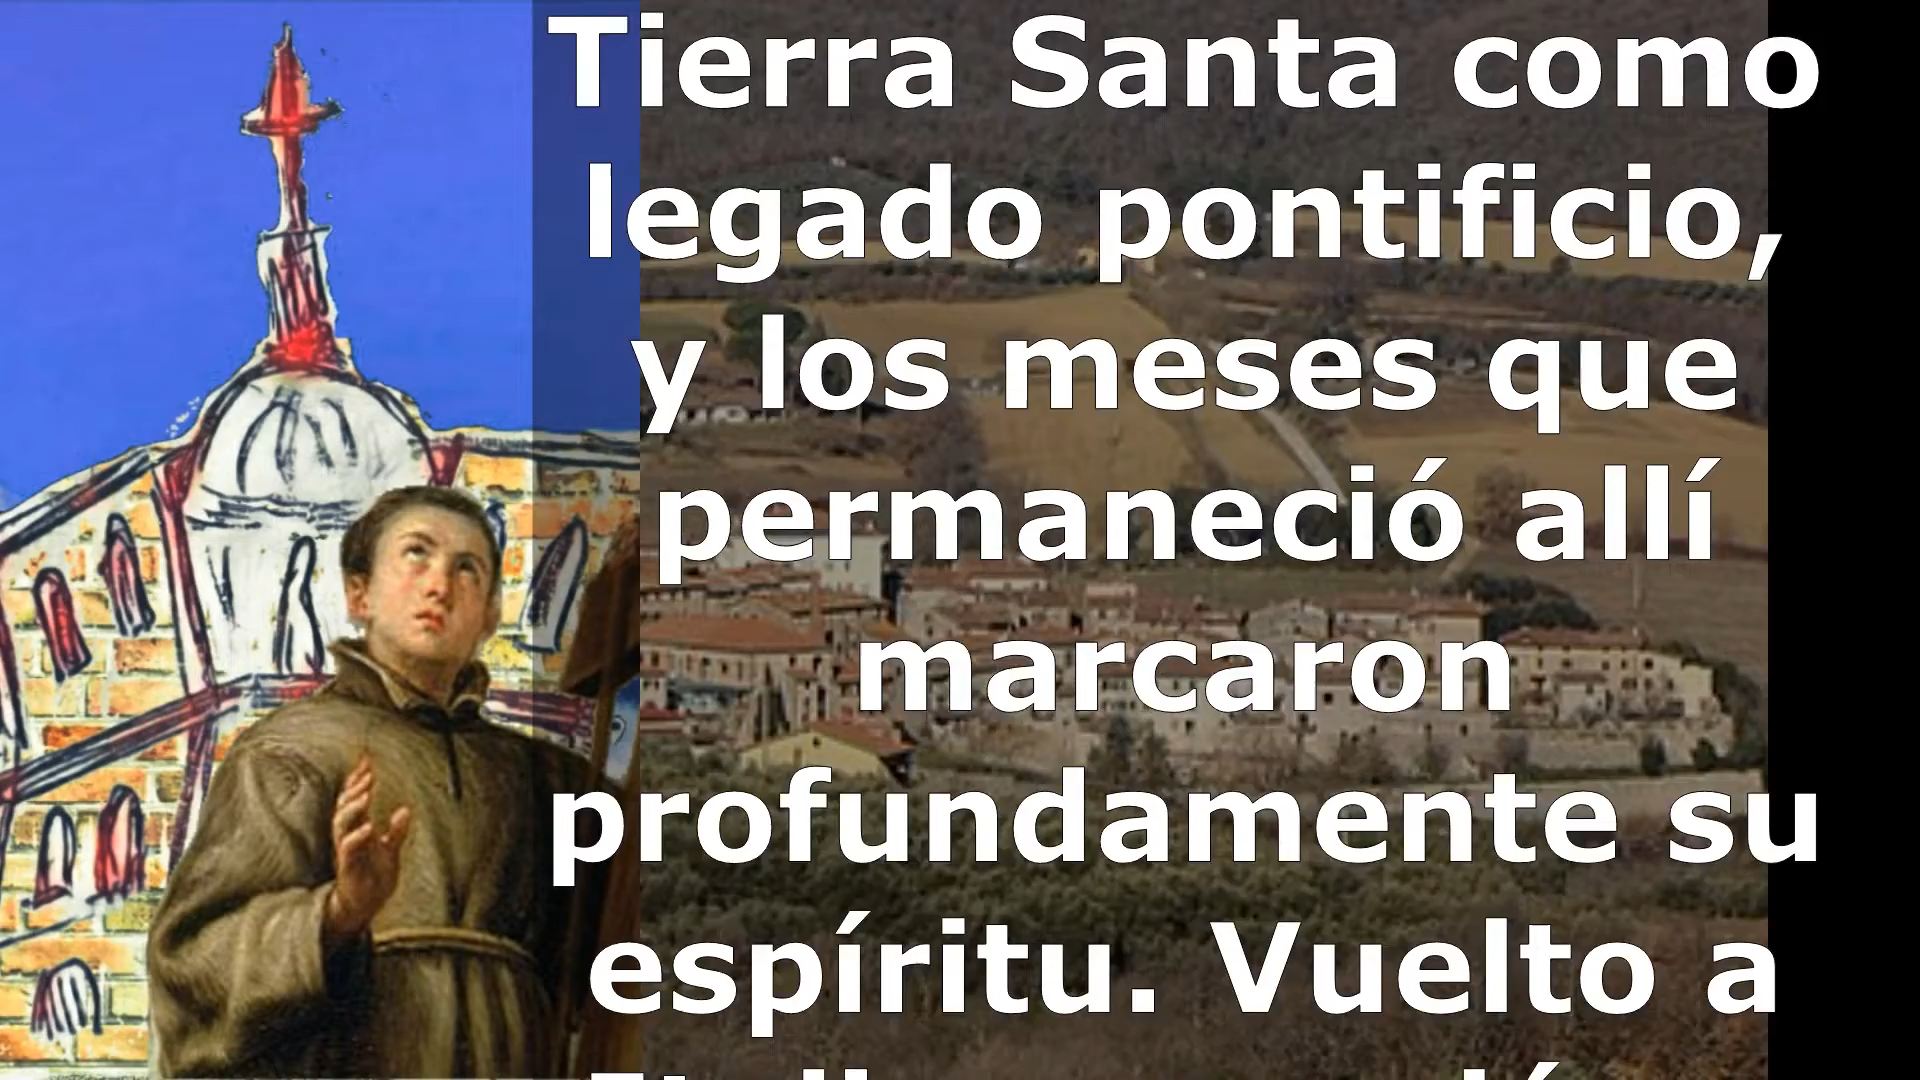 Tierra Santa como
legado pontificio,
y los meses que
permaneció allí
marcaron
profundamente su
espíritu. Vuelto a